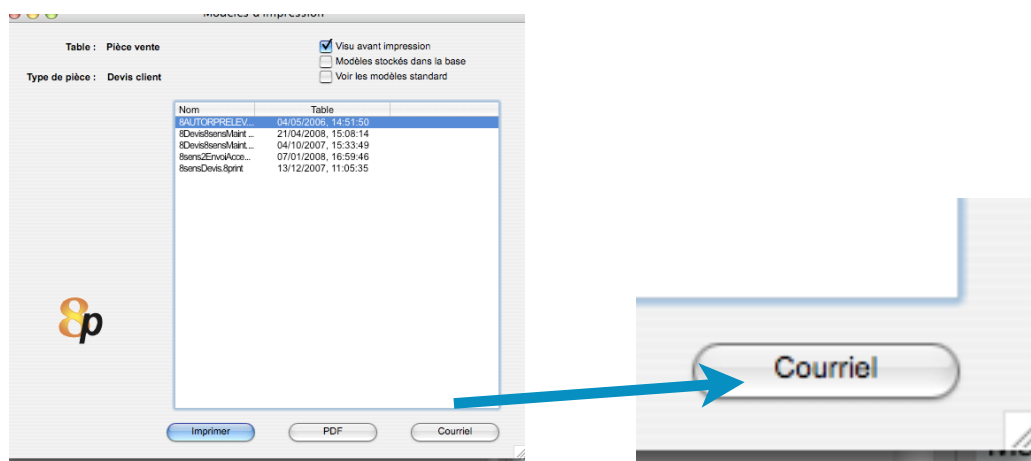 Modèles d'impression
Table : Pièce vente
Visu avant impression
Modèles stockés dans la base
Type de pièce : Devis client
Voir les modèles standard
Nom Table
8AUTORPRELEV... 04/05/2006, 14:51:50
8Devis8sensMaint ... 21/04/2008, 15:08:14
8Devis8sensMaint... 04/10/2007, 15:33:49
8sens2EnvoiAcce... 07/01/2008, 16:59:46
8sensDevis.8print 13/12/2007, 11:05:35
8p
Imprimer PDF Courriel
Courriel